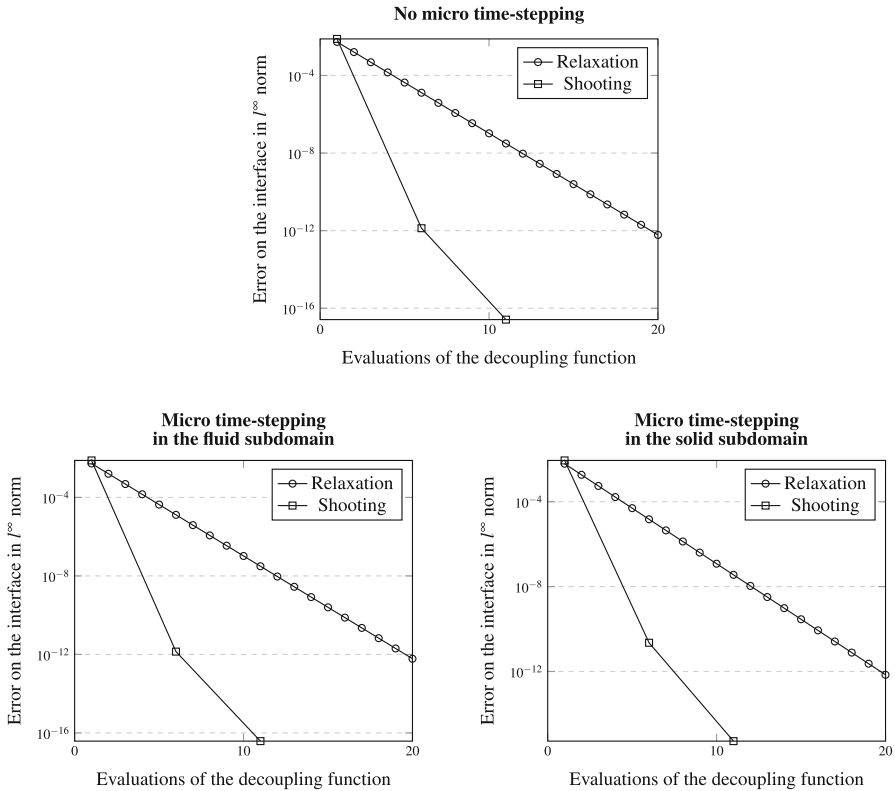 No micro time-stepping
Error on the interface in l^∞ norm
10^−4
10^−8
10^−12
10^−16
Relaxation
Shooting
0
10
20
Evaluations of the decoupling function
Micro time-stepping
in the fluid subdomain
Error on the interface in l^∞ norm
10^−4
10^−8
10^−12
10^−16
Relaxation
Shooting
0
10
20
Evaluations of the decoupling function
Micro time-stepping
in the solid subdomain
Error on the interface in l^∞ norm
10^−4
10^−8
10^−12
Relaxation
Shooting
0
10
20
Evaluations of the decoupling function